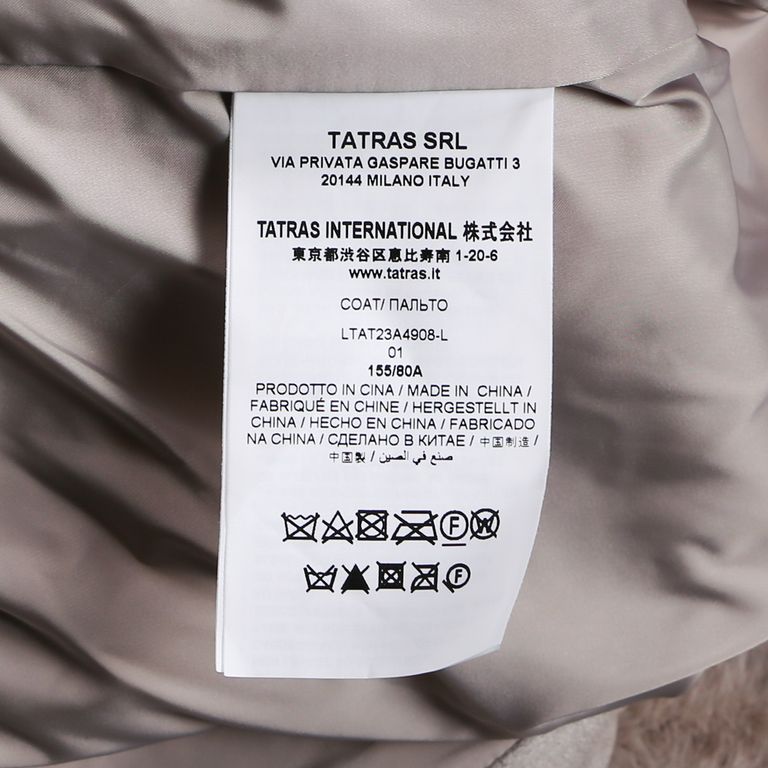 TATRAS SRL
VIA PRIVATA GASPARE BUGATTI 3
20144 MILANO ITALY
TATRAS INTERNATIONAL 株式会社
東京都渋谷区恵比寿南 1-20-6
www.tatras.it
COAT/ ПАЛЬТО
LTAT23A4908-L
01
155/80A
PRODOTTO IN CINA / MADE IN CHINA /
FABRIQUÉ EN CHINE / HERGESTELLT IN
CHINA / HECHO EN CHINA / FABRICADO
NA CHINA / СДЕЛАНО В КИТАЕ / 中国制造 /
中国製 / صنع في الصين
F W
F